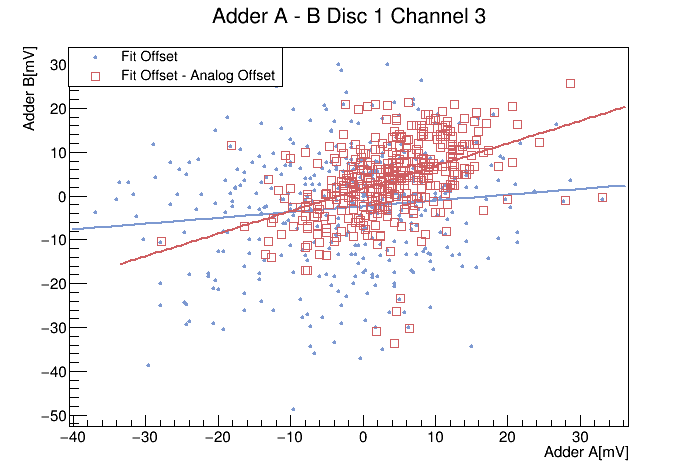 Adder A - B Disc 1 Channel 3
Adder B[mV]
Fit Offset
Fit Offset - Analog Offset
30
20
10
0
−10
−20
−30
−40
−50
−40 −30 −20 −10 0 10 20 30
Adder A[mV]